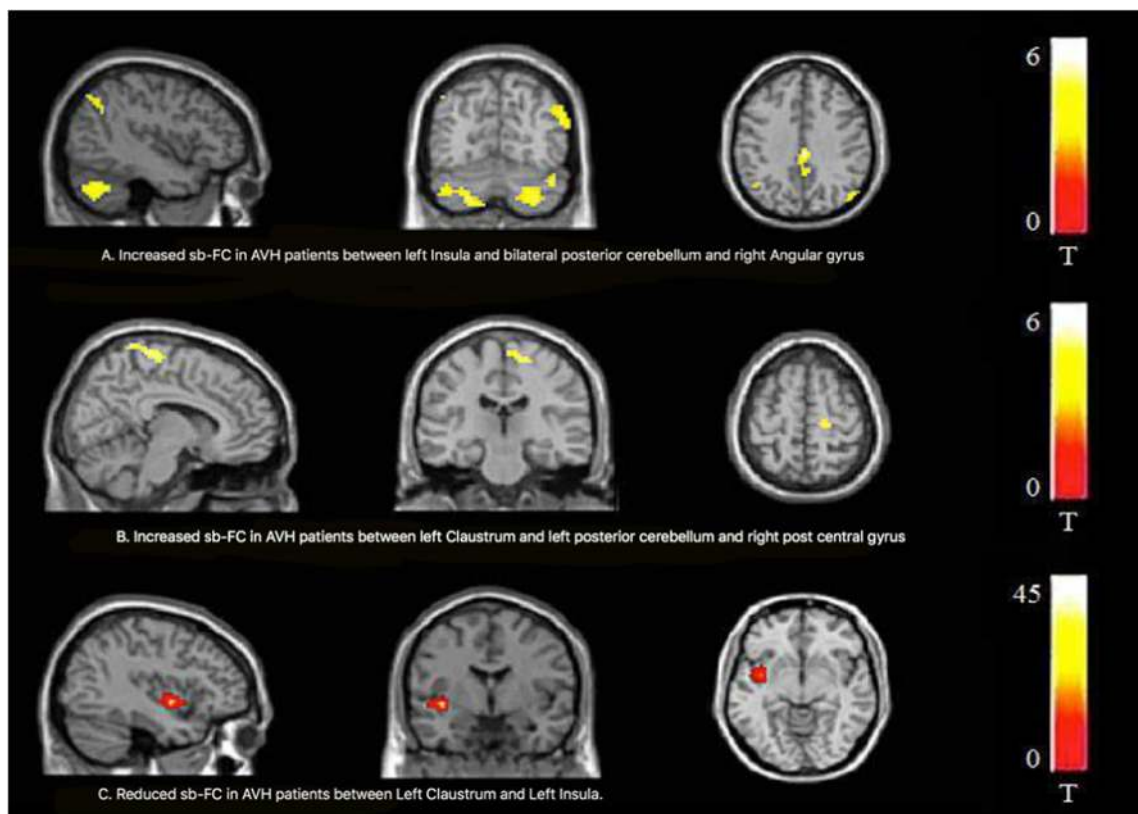 6
0
T
A. Increased sb-FC in AVH patients between left Insula and bilateral posterior cerebellum and right Angular gyrus
6
0
T
B. Increased sb-FC in AVH patients between left Claustrum and left posterior cerebellum and right post central gyrus
45
0
T
C. Reduced sb-FC in AVH patients between Left Claustrum and Left Insula.